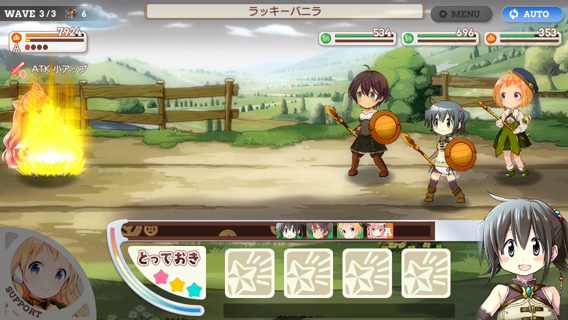 WAVE 3/3 6
ラッキーバニラ
MENU
AUTO
7924
534
696
353
A
ATK 小アップ
とっておき
SUPPORT